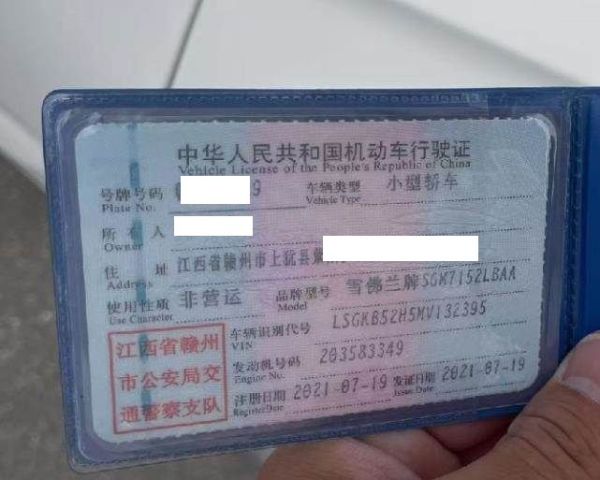 中华人民共和国机动车行驶证
Vehicle License of the People's Republic of China
号牌号码 9 车辆类型 小型轿车
Plate No. Vehicle Type
所有人
Owner
住址 江西省赣州市上犹县
Address
使用性质 非营运 品牌型号 雪佛兰牌SGM7152LBAA
Use Character Model
江西省赣州
市公安局交
通警察支队
车辆识别代号 LSGKB52H5MV132395
VIN
发动机号码 203583349
Engine No.
注册日期 2021-07-19 发证日期 2021-07-19
Register Date Issue Date